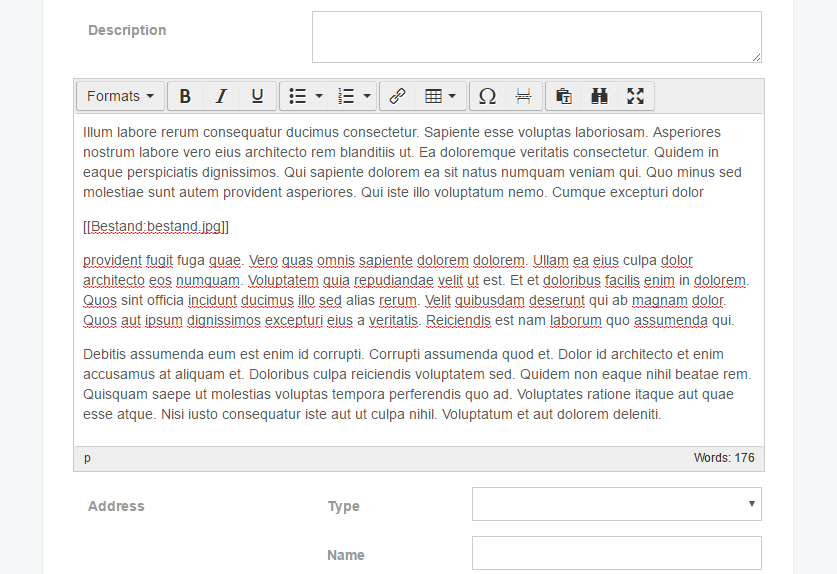 Description
Formats B I U Ω
Illum labore rerum consequatur ducimus consectetur. Sapiente esse voluptas laboriosam. Asperiores
nostrum labore vero eius architecto rem blanditiis ut. Ea doloremque veritatis consectetur. Quidem in
eaque perspiciatis dignissimos. Qui sapiente dolorem ea sit natus numquam veniam qui. Quo minus sed
molestiae sunt autem provident asperiores. Qui iste illo voluptatum nemo. Cumque excepturi dolor
[[Bestand:bestand.jpg]]
provident fugit fuga quae. Vero quas omnis sapiente dolorem dolorem. Ullam ea eius culpa dolor
architecto eos numquam. Voluptatem quia repudiandae velit ut est. Et et doloribus facilis enim in dolorem.
Quos sint officia incidunt ducimus illo sed alias rerum. Velit quibusdam deserunt qui ab magnam dolor.
Quos aut ipsum dignissimos excepturi eius a veritatis. Reiciendis est nam laborum quo assumenda qui.
Debitis assumenda eum est enim id corrupti. Corrupti assumenda quod et. Dolor id architecto et enim
accusamus at aliquam et. Doloribus culpa reiciendis voluptatem sed. Quidem non eaque nihil beatae rem.
Quisquam saepe ut molestias voluptas tempora perferendis quo ad. Voluptates ratione itaque aut quae
esse atque. Nisi iusto consequatur iste aut ut culpa nihil. Voluptatum et aut dolorem deleniti.
p Words: 176
Address Type
Name